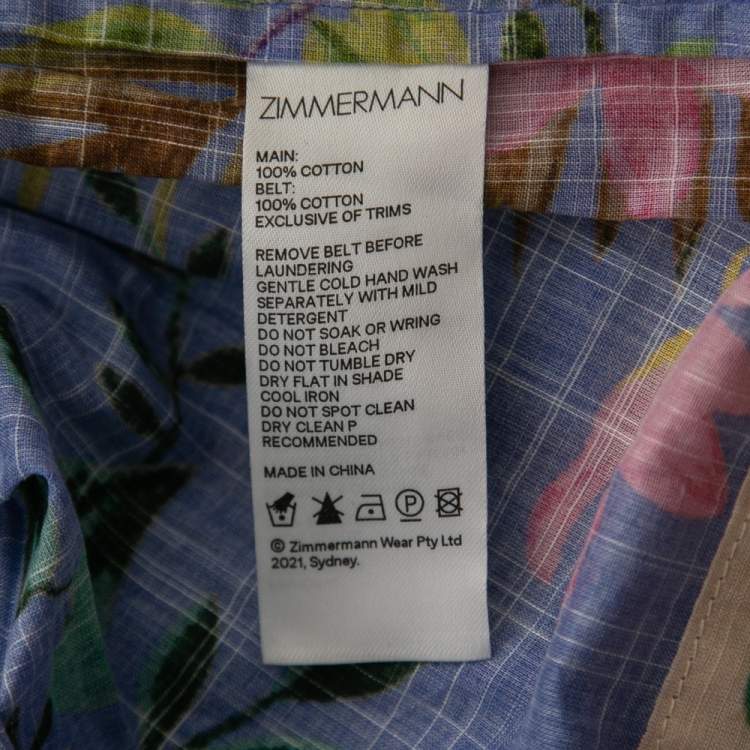 ZIMMERMANN
MAIN:
100% COTTON
BELT:
100% COTTON
EXCLUSIVE OF TRIMS
REMOVE BELT BEFORE
LAUNDERING
GENTLE COLD HAND WASH
SEPARATELY WITH MILD
DETERGENT
DO NOT SOAK OR WRING
DO NOT BLEACH
DO NOT TUMBLE DRY
DRY FLAT IN SHADE
COOL IRON
DO NOT SPOT CLEAN
DRY CLEAN P
RECOMMENDED
MADE IN CHINA
P
© Zimmermann Wear Pty Ltd
2021, Sydney.